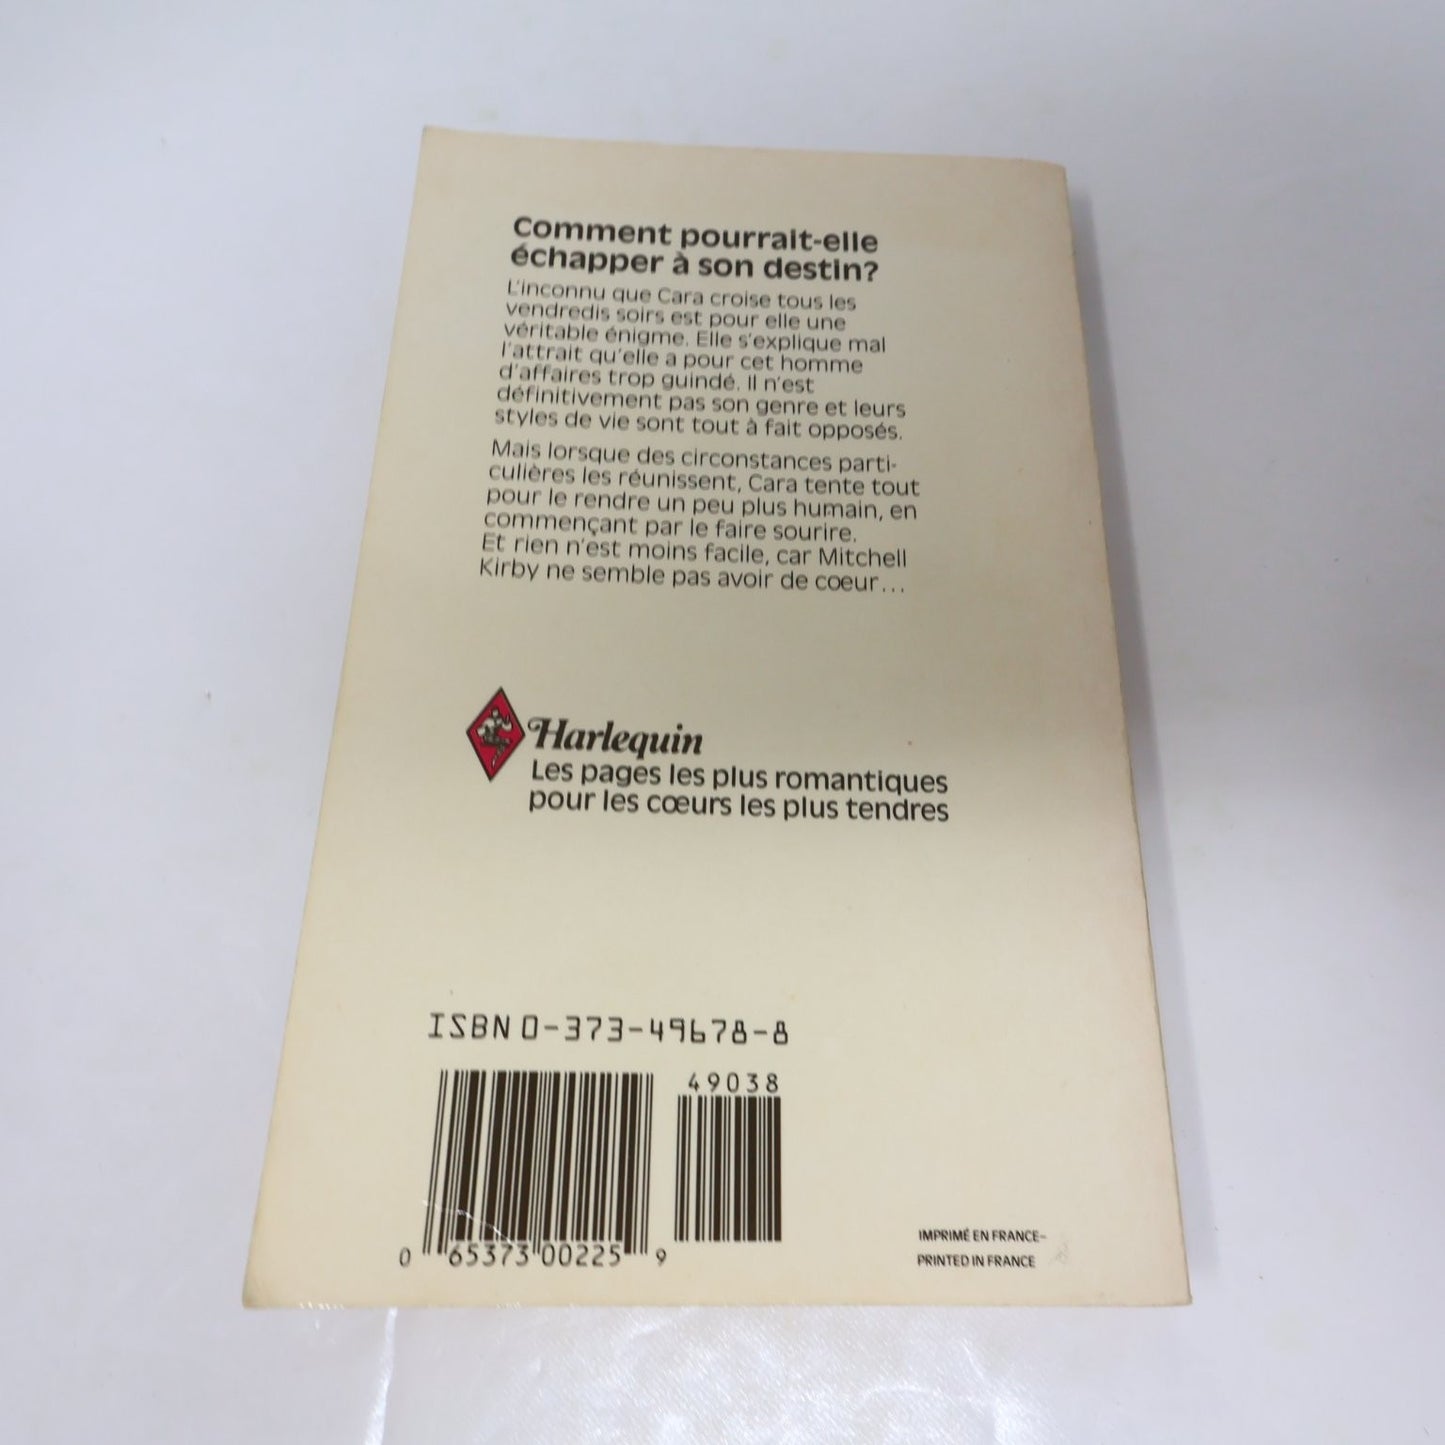 Comment pourrait-elle
échapper à son destin?
L'inconnu que Cara croise tous les
vendredis soirs est pour elle une
véritable énigme. Elle s'explique mal
l'attrait qu'elle a pour cet homme
d'affaires trop guindé. Il n'est
définitivement pas son genre et leurs
styles de vie sont tout à fait opposés.
Mais lorsque des circonstances parti-
culières les réunissent, Cara tente tout
pour le rendre un peu plus humain, en
commençant par le faire sourire.
Et rien n'est moins facile, car Mitchell
Kirby ne semble pas avoir de coeur...
Harlequin
Les pages les plus romantiques
pour les cœurs les plus tendres
ISBN 0-373-49678-8
49038
0 65373 00225 9
IMPRIMÉ EN FRANCE-
PRINTED IN FRANCE